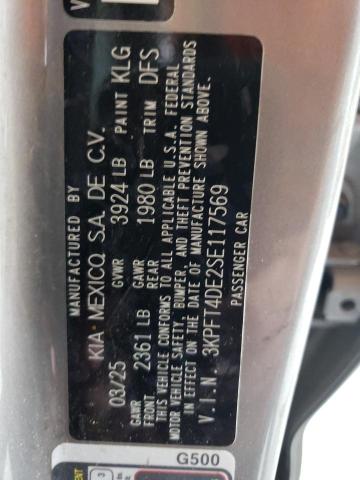 MANUFACTURED BY
KIA MEXICO, S.A. DE C.V.
03/25 GVWR 3924 LB PAINT KLG
GAWR FRONT 2361 LB GAWR REAR 1980 LB TRIM DFS
THIS VEHICLE CONFORMS TO ALL APPLICABLE U.S.A. FEDERAL
MOTOR VEHICLE SAFETY, BUMPER, AND THEFT PREVENTION STANDARDS
IN EFFECT ON THE DATE OF MANUFACTURE SHOWN ABOVE.
V.I.N. 3KPFT4DE2SE117569
PASSENGER CAR
G500